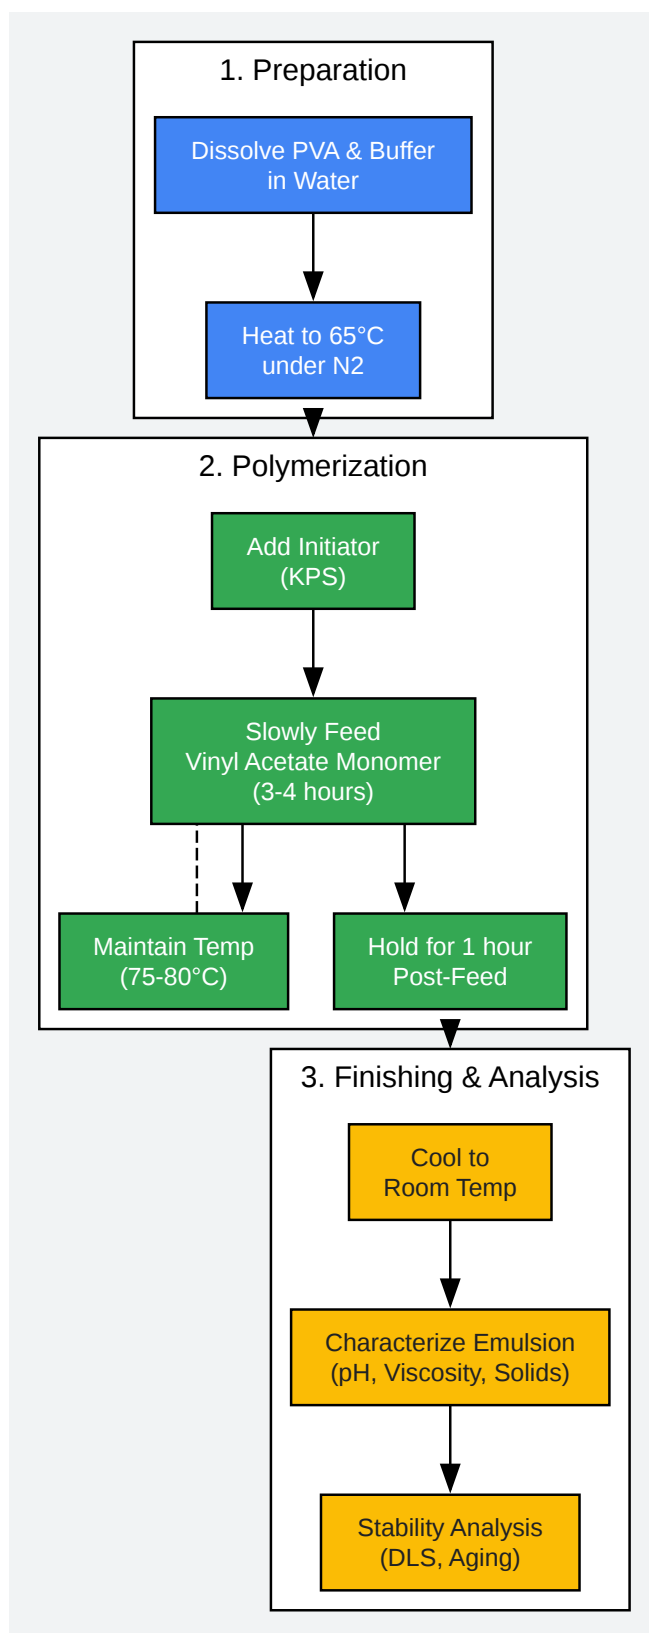 1. Preparation
Dissolve PVA & Buffer
in Water
Heat to 65°C
under N2
2. Polymerization
Add Initiator
(KPS)
Slowly Feed
Vinyl Acetate Monomer
(3-4 hours)
Maintain Temp
(75-80°C)
Hold for 1 hour
Post-Feed
3. Finishing & Analysis
Cool to
Room Temp
Characterize Emulsion
(pH, Viscosity, Solids)
Stability Analysis
(DLS, Aging)